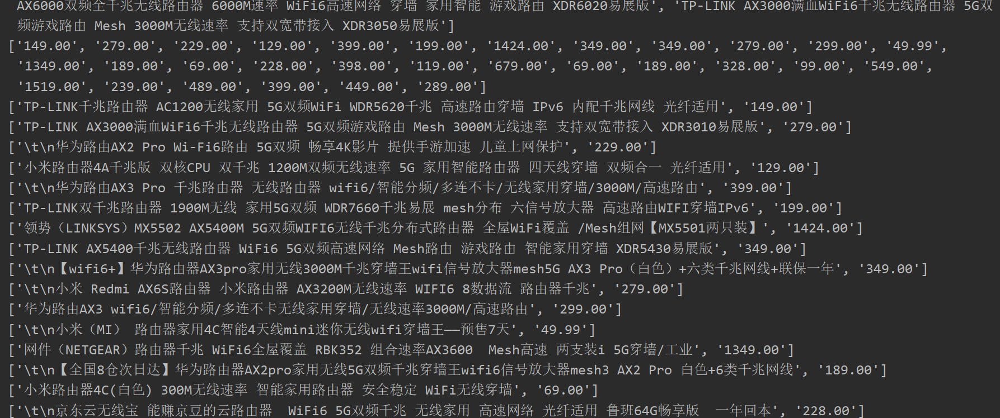 AX6000双频全千兆无线路由器 6000M速率 WiFi6高速网络 穿墙 家用智能 游戏路由 XDR6020易展版', 'TP-LINK AX3000满血WiFi6千兆无线路由器 5G双
频游戏路由 Mesh 3000M无线速率 支持双宽带接入 XDR3050易展版']
['149.00', '279.00', '229.00', '129.00', '399.00', '199.00', '1424.00', '349.00', '349.00', '279.00', '299.00', '49.99',
'1349.00', '189.00', '69.00', '228.00', '398.00', '119.00', '679.00', '69.00', '189.00', '328.00', '99.00', '549.00',
'1519.00', '239.00', '489.00', '399.00', '449.00', '289.00']
['TP-LINK千兆路由器 AC1200无线家用 5G双频WiFi WDR5620千兆 高速路由穿墙 IPv6 内配千兆网线 光纤适用', '149.00']
['TP-LINK AX3000满血WiFi6千兆无线路由器 5G双频游戏路由 Mesh 3000M无线速率 支持双宽带接入 XDR3010易展版', '279.00']
['\t\n华为路由AX2 Pro Wi-Fi6路由 5G双频 畅享4K影片 提供手游加速 儿童上网保护', '229.00']
['小米路由器4A千兆版 双核CPU 双千兆 1200M双频无线速率 5G 家用智能路由器 四天线穿墙 双频合一 光纤适用', '129.00']
['\t\n华为路由AX3 Pro 千兆路由器 无线路由器 wifi6/智能分频/多连不卡/无线家用穿墙/3000M/高速路由', '399.00']
['TP-LINK双千兆路由器 1900M无线 家用5G双频 WDR7660千兆易展 mesh分布 六信号放大器 高速路由WIFI穿墙IPv6', '199.00']
['领势（LINKSYS）MX5502 AX5400M 5G双频WIFI6无线千兆分布式路由器 全屋WiFi覆盖 /Mesh组网【MX5501两只装】', '1424.00']
['TP-LINK AX5400千兆无线路由器 WiFi6 5G双频高速网络 Mesh路由 游戏路由 智能家用穿墙 XDR5430易展版', '349.00']
['\t\n【wifi6+】华为路由器AX3pro家用无线3000M千兆穿墙王wifi信号放大器mesh5G AX3 Pro（白色）+六类千兆网线+联保一年', '349.00']
['\t\n小米 Redmi AX6S路由器 小米路由器 AX3200M无线速率 WIFI6 8数据流 路由器千兆', '279.00']
['华为路由AX3 wifi6/智能分频/多连不卡无线家用穿墙/无线速率3000M/高速路由', '299.00']
['\t\n小米（MI） 路由器家用4C智能4天线mini迷你无线wifi穿墙王——预售7天', '49.99']
['网件（NETGEAR）路由器千兆 WiFi6全屋覆盖 RBK352 组合速率AX3600  Mesh高速 两支装i 5G穿墙/工业', '1349.00']
['\t\n【全国8仓次日达】华为路由器AX2pro家用无线5G双频千兆穿墙王wifi6信号放大器mesh3 AX2 Pro 白色+6类千兆网线', '189.00']
['小米路由器4C(白色) 300M无线速率 智能家用路由器 安全稳定 WiFi无线穿墙', '69.00']
['\t\n京东云无线宝 能赚京豆的云路由器  WiFi6 5G双频千兆 无线家用 高速网络 光纤适用 鲁班64G畅享版  一年回本', '228.00']